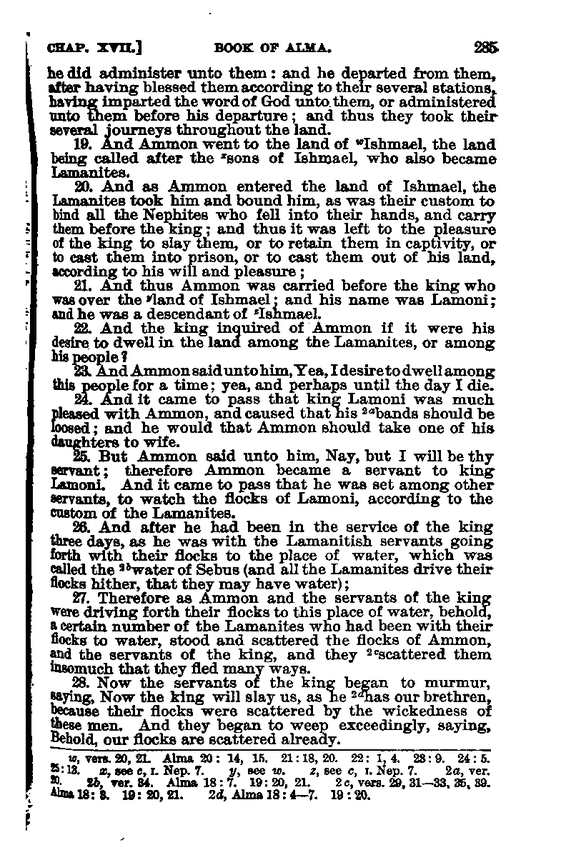 CHAP. XVII.] BOOK OF ALMA. 285
he did administer unto them: and he departed from them,
after having blessed them according to their several stations,
having imparted the word of God unto them, or administered
unto them before his departure; and thus they took their
several journeys throughout the land.
19. And Ammon went to the land of ʷIshmael, the land
being called after the ˣsons of Ishmael, who also became
Lamanites.
20. And as Ammon entered the land of Ishmael, the
Lamanites took him and bound him, as was their custom to
bind all the Nephites who fell into their hands, and carry
them before the king; and thus it was left to the pleasure
of the king to slay them, or to retain them in captivity, or
to cast them into prison, or to cast them out of his land,
according to his will and pleasure;
21. And thus Ammon was carried before the king who
was over the ʸland of Ishmael; and his name was Lamoni;
and he was a descendant of ᶻIshmael.
22. And the king inquired of Ammon if it were his
desire to dwell in the land among the Lamanites, or among
his people?
23. And Ammon said unto him, Yea, I desire to dwell among
this people for a time; yea, and perhaps until the day I die.
24. And it came to pass that king Lamoni was much
pleased with Ammon, and caused that his ²ᵃbands should be
loosed; and he would that Ammon should take one of his
daughters to wife.
25. But Ammon said unto him, Nay, but I will be thy
servant; therefore Ammon became a servant to king
Lamoni. And it came to pass that he was set among other
servants, to watch the flocks of Lamoni, according to the
custom of the Lamanites.
26. And after he had been in the service of the king
three days, as he was with the Lamanitish servants going
forth with their flocks to the place of water, which was
called the ²ᵇwater of Sebus (and all the Lamanites drive their
flocks hither, that they may have water);
27. Therefore as Ammon and the servants of the king
were driving forth their flocks to this place of water, behold,
a certain number of the Lamanites who had been with their
flocks to water, stood and scattered the flocks of Ammon,
and the servants of the king, and they ²ᶜscattered them
insomuch that they fled many ways.
28. Now the servants of the king began to murmur,
saying, Now the king will slay us, as he ²ᵈhas our brethren,
because their flocks were scattered by the wickedness of
these men. And they began to weep exceedingly, saying,
Behold, our flocks are scattered already.
w, vers. 20, 21. Alma 20: 14, 15. 21: 18, 20. 22: 1, 4. 23: 9. 24: 5.
25: 13. x, see c, I. Nep. 7. y, see w. z, see c, I. Nep. 7. 2a, ver.
20. 2b, ver. 34. Alma 18: 7. 19: 20, 21. 2c, vers. 29, 31—33, 35, 39.
Alma 18: 3. 19: 20, 21. 2d, Alma 18: 4—7. 19: 20.